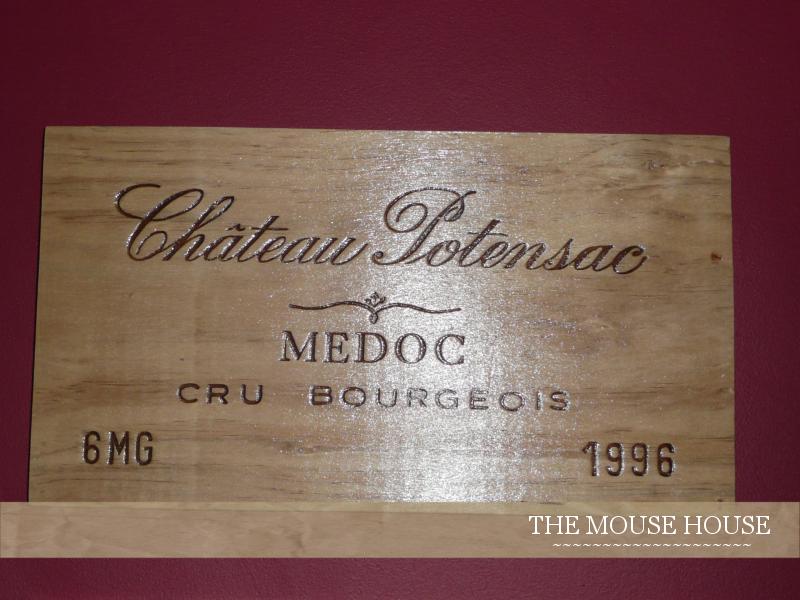 Château Potensac
MEDOC
CRU BOURGEOIS
6MG 1996
THE MOUSE HOUSE
~~~~~~~~~~~~~~~~~~~~